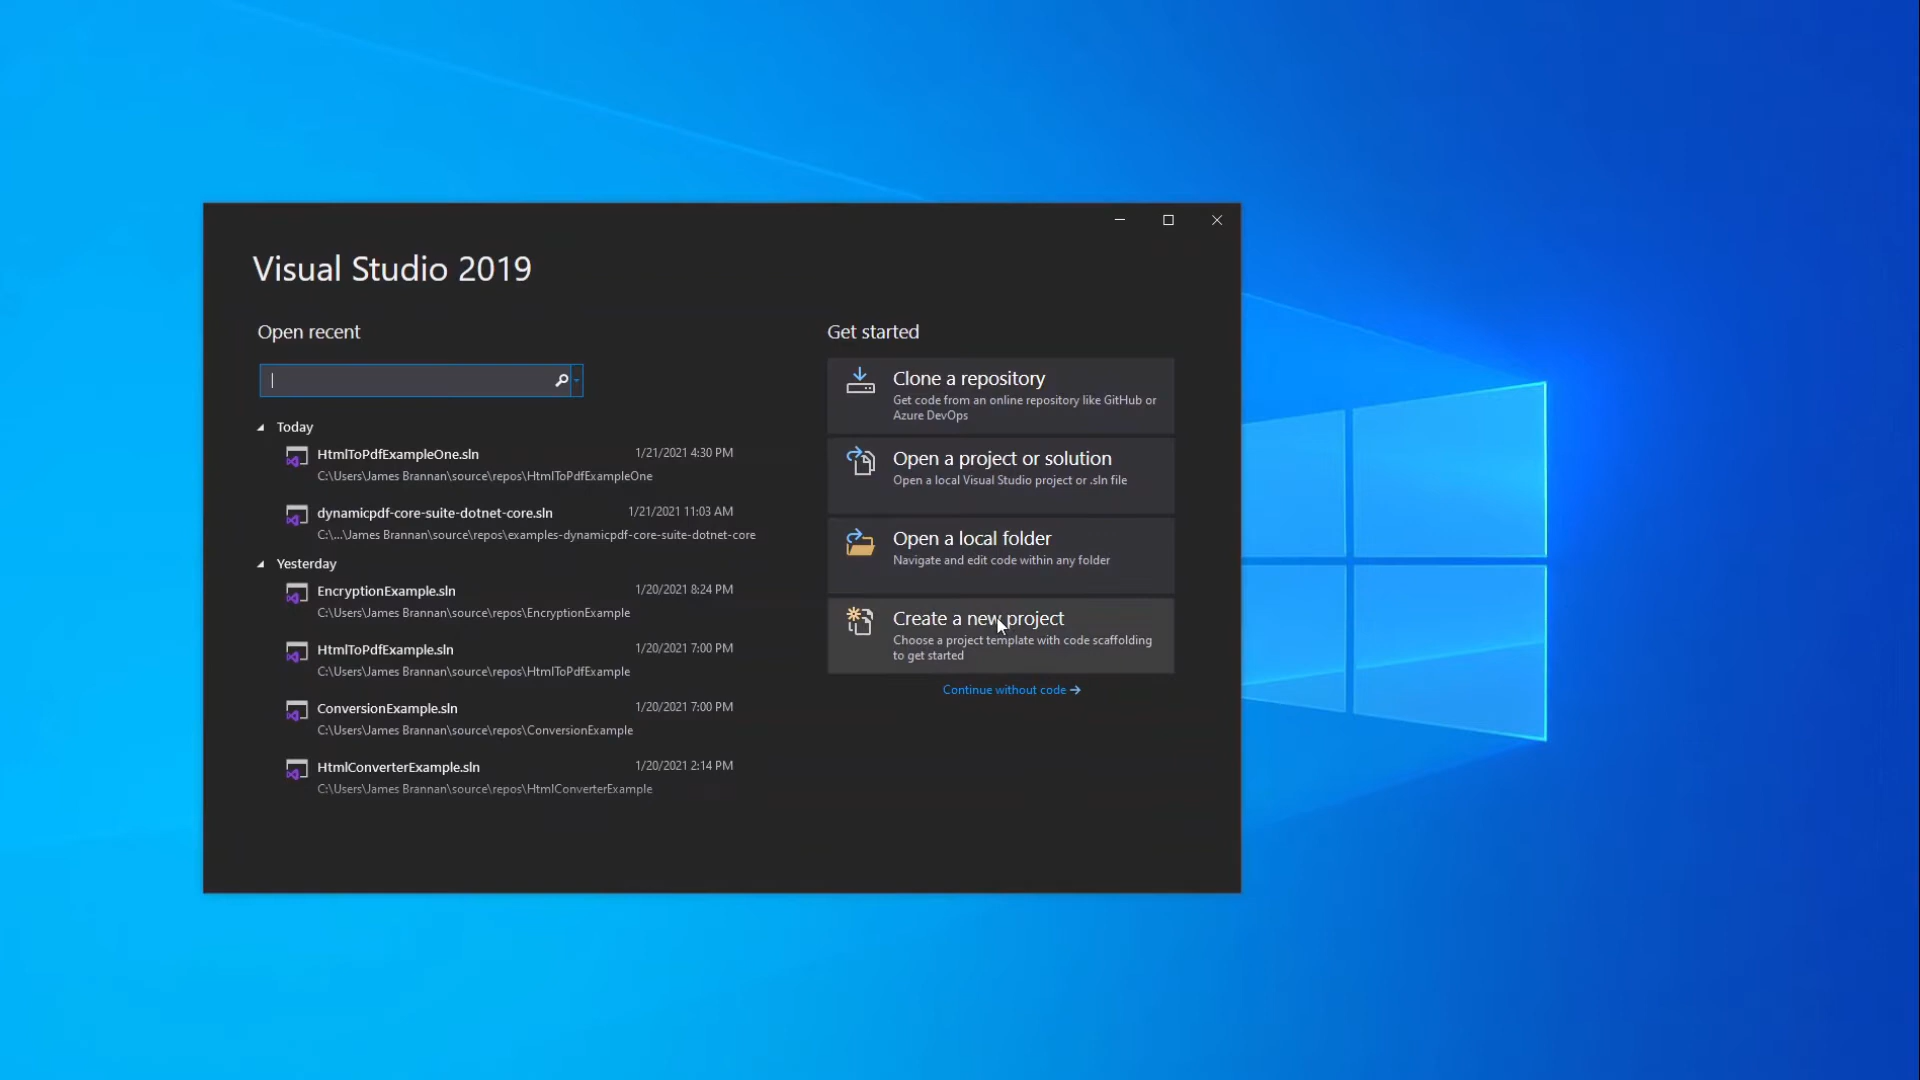 Visual Studio 2019
Open recent
Today
HtmlToPdfExampleOne.sln 1/21/2021 4:30 PM
C:\Users\James Brannan\source\repos\HtmlToPdfExampleOne
dynamicpdf-core-suite-dotnet-core.sln 1/21/2021 11:03 AM
C:\...\James Brannan\source\repos\examples-dynamicpdf-core-suite-dotnet-core
Yesterday
EncryptionExample.sln 1/20/2021 8:24 PM
C:\Users\James Brannan\source\repos\EncryptionExample
HtmlToPdfExample.sln 1/20/2021 7:00 PM
C:\Users\James Brannan\source\repos\HtmlToPdfExample
ConversionExample.sln 1/20/2021 7:00 PM
C:\Users\James Brannan\source\repos\ConversionExample
HtmlConverterExample.sln 1/20/2021 2:14 PM
C:\Users\James Brannan\source\repos\HtmlConverterExample
Get started
Clone a repository
Get code from an online repository like GitHub or
Azure DevOps
Open a project or solution
Open a local Visual Studio project or .sln file
Open a local folder
Navigate and edit code within any folder
Create a new project
Choose a project template with code scaffolding
to get started
Continue without code →